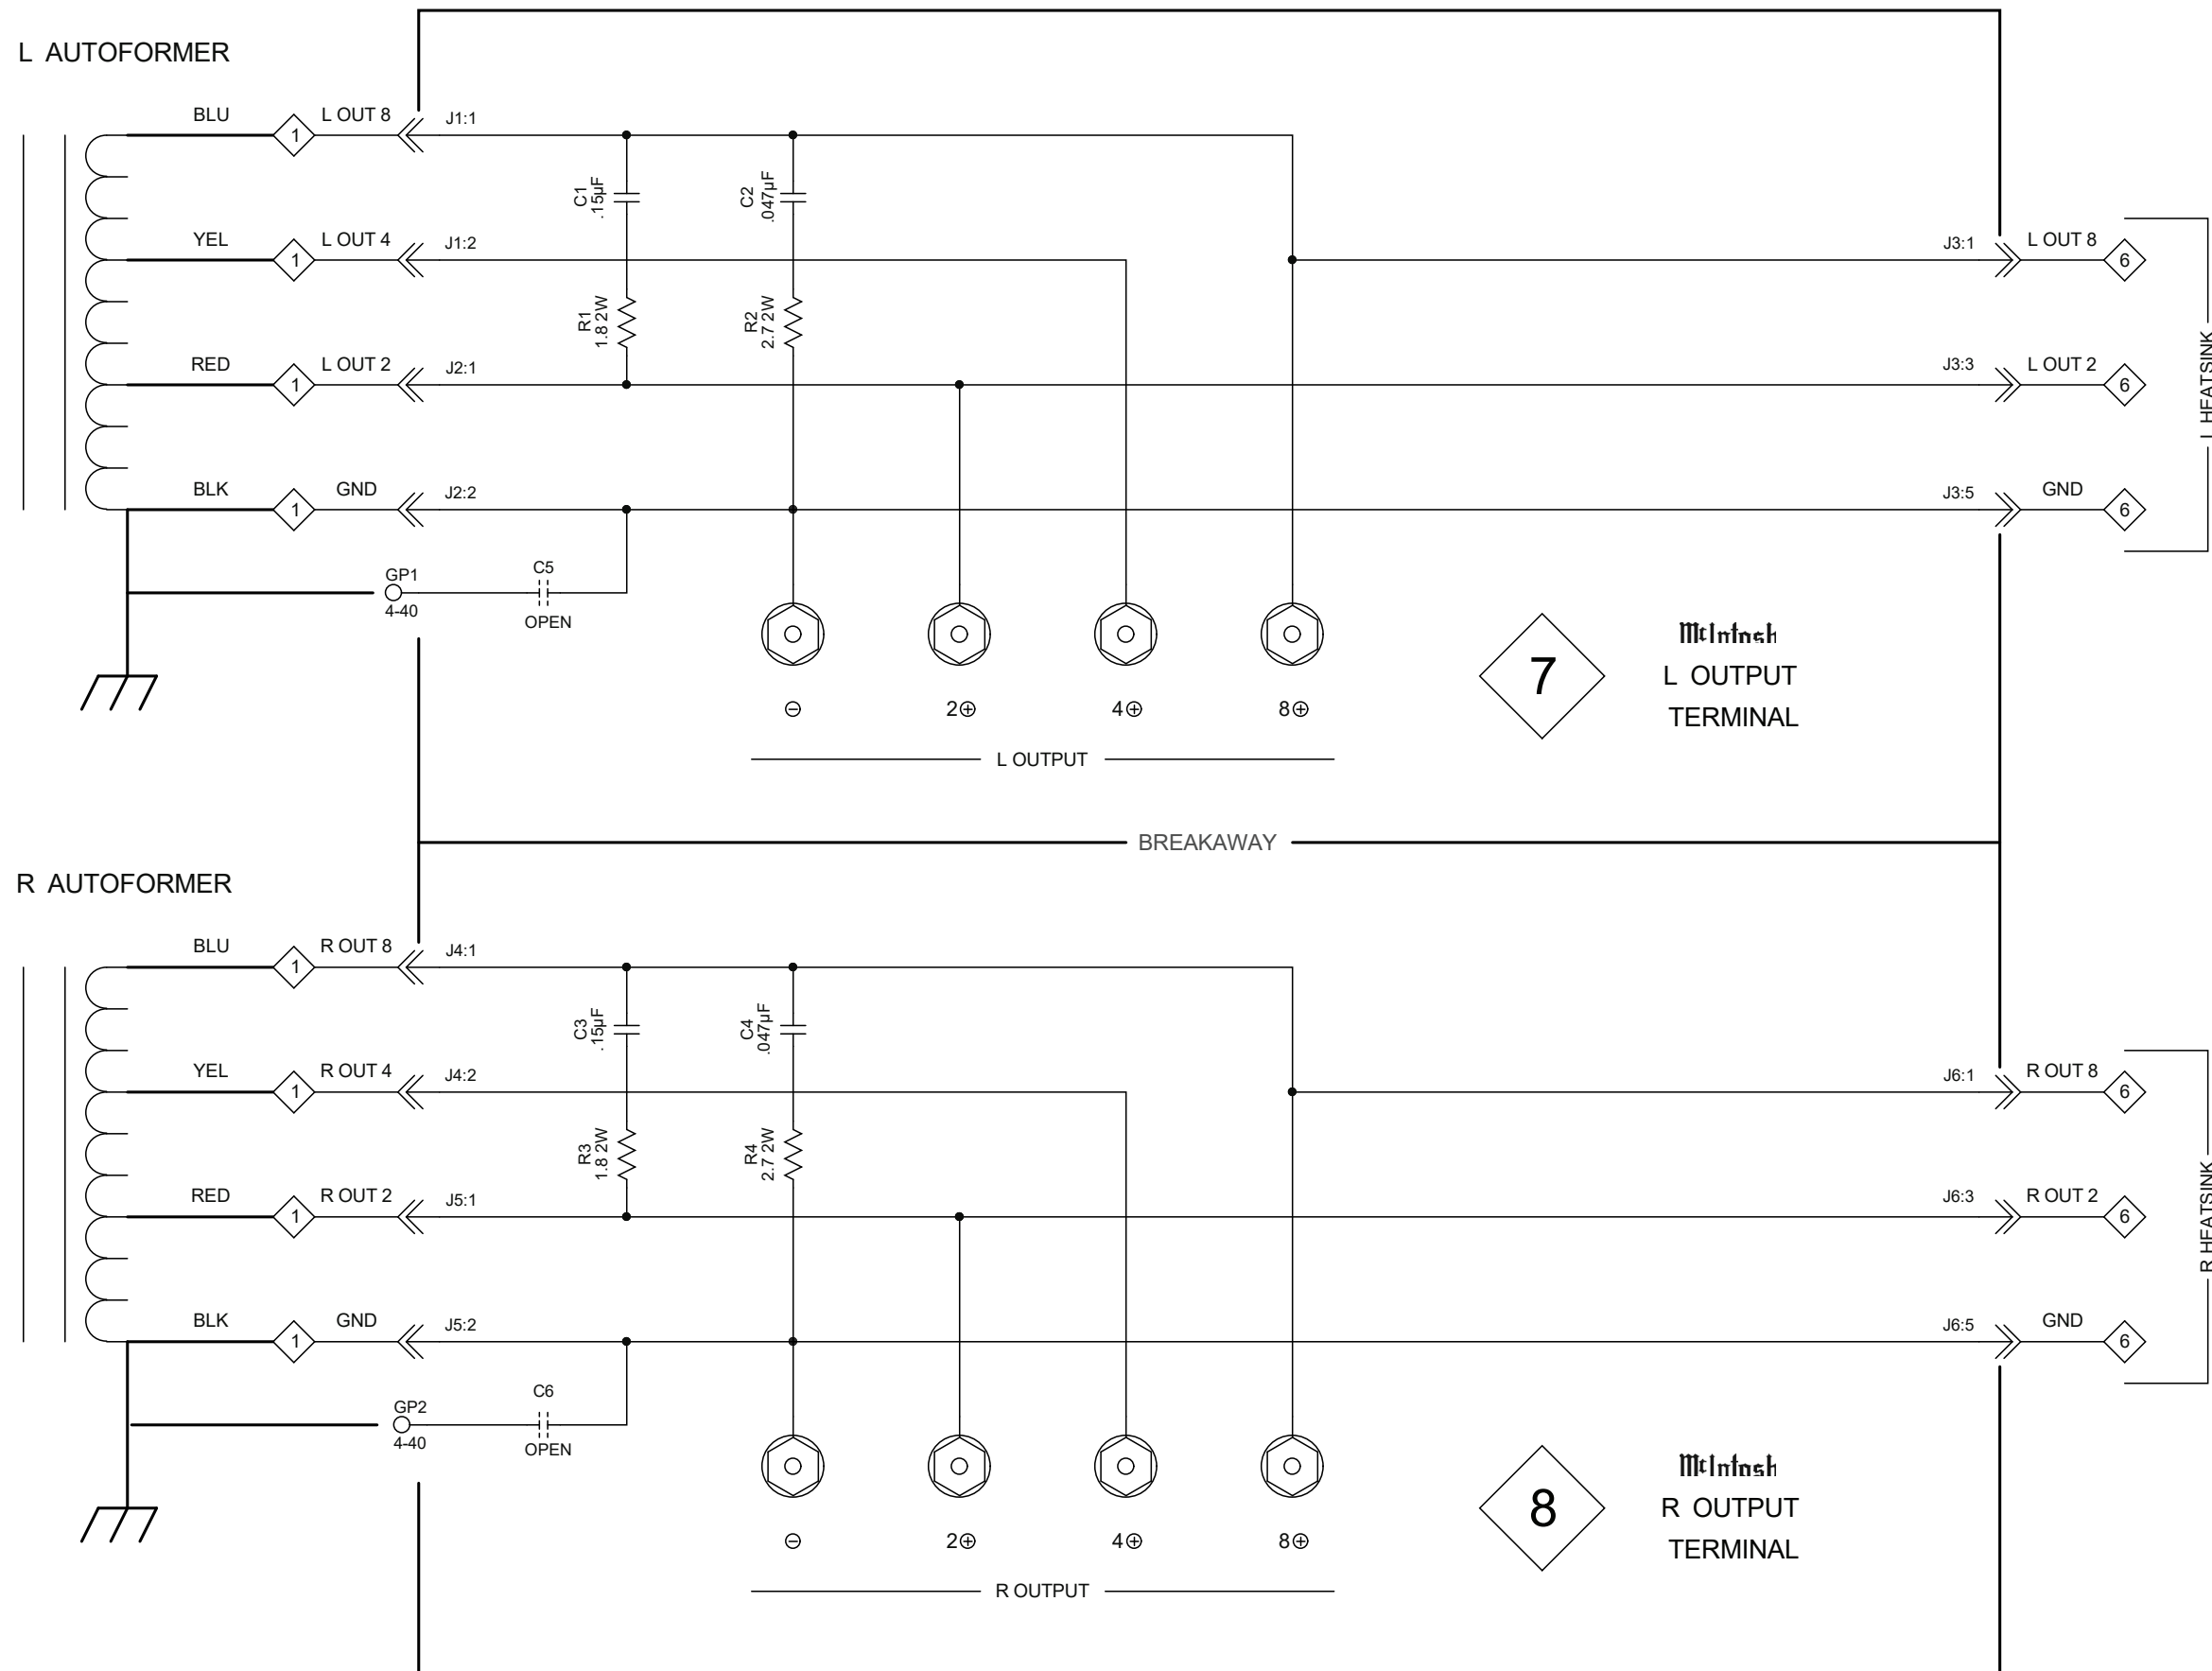 L AUTOFORMER
BLU 1 L OUT 8 J1:1
C1
.15µF
C2
.047µF
YEL 1 L OUT 4 J1:2 J3:1 L OUT 8 6
R1
1.8 2W
R2
2.7 2W
RED 1 L OUT 2 J2:1 J3:3 L OUT 2 6
L HEATSINK
BLK 1 GND J2:2 J3:5 GND 6
GP1
4-40
C5
OPEN
7
McIntosh
L OUTPUT
TERMINAL
⊖ 2⊕ 4⊕ 8⊕
L OUTPUT
BREAKAWAY
R AUTOFORMER
BLU 1 R OUT 8 J4:1
C3
.15µF
C4
.047µF
YEL 1 R OUT 4 J4:2 J6:1 R OUT 8 6
R3
1.8 2W
R4
2.7 2W
RED 1 R OUT 2 J5:1 J6:3 R OUT 2 6
R HEATSINK
BLK 1 GND J5:2 J6:5 GND 6
GP2
4-40
C6
OPEN
8
McIntosh
R OUTPUT
TERMINAL
⊖ 2⊕ 4⊕ 8⊕
R OUTPUT